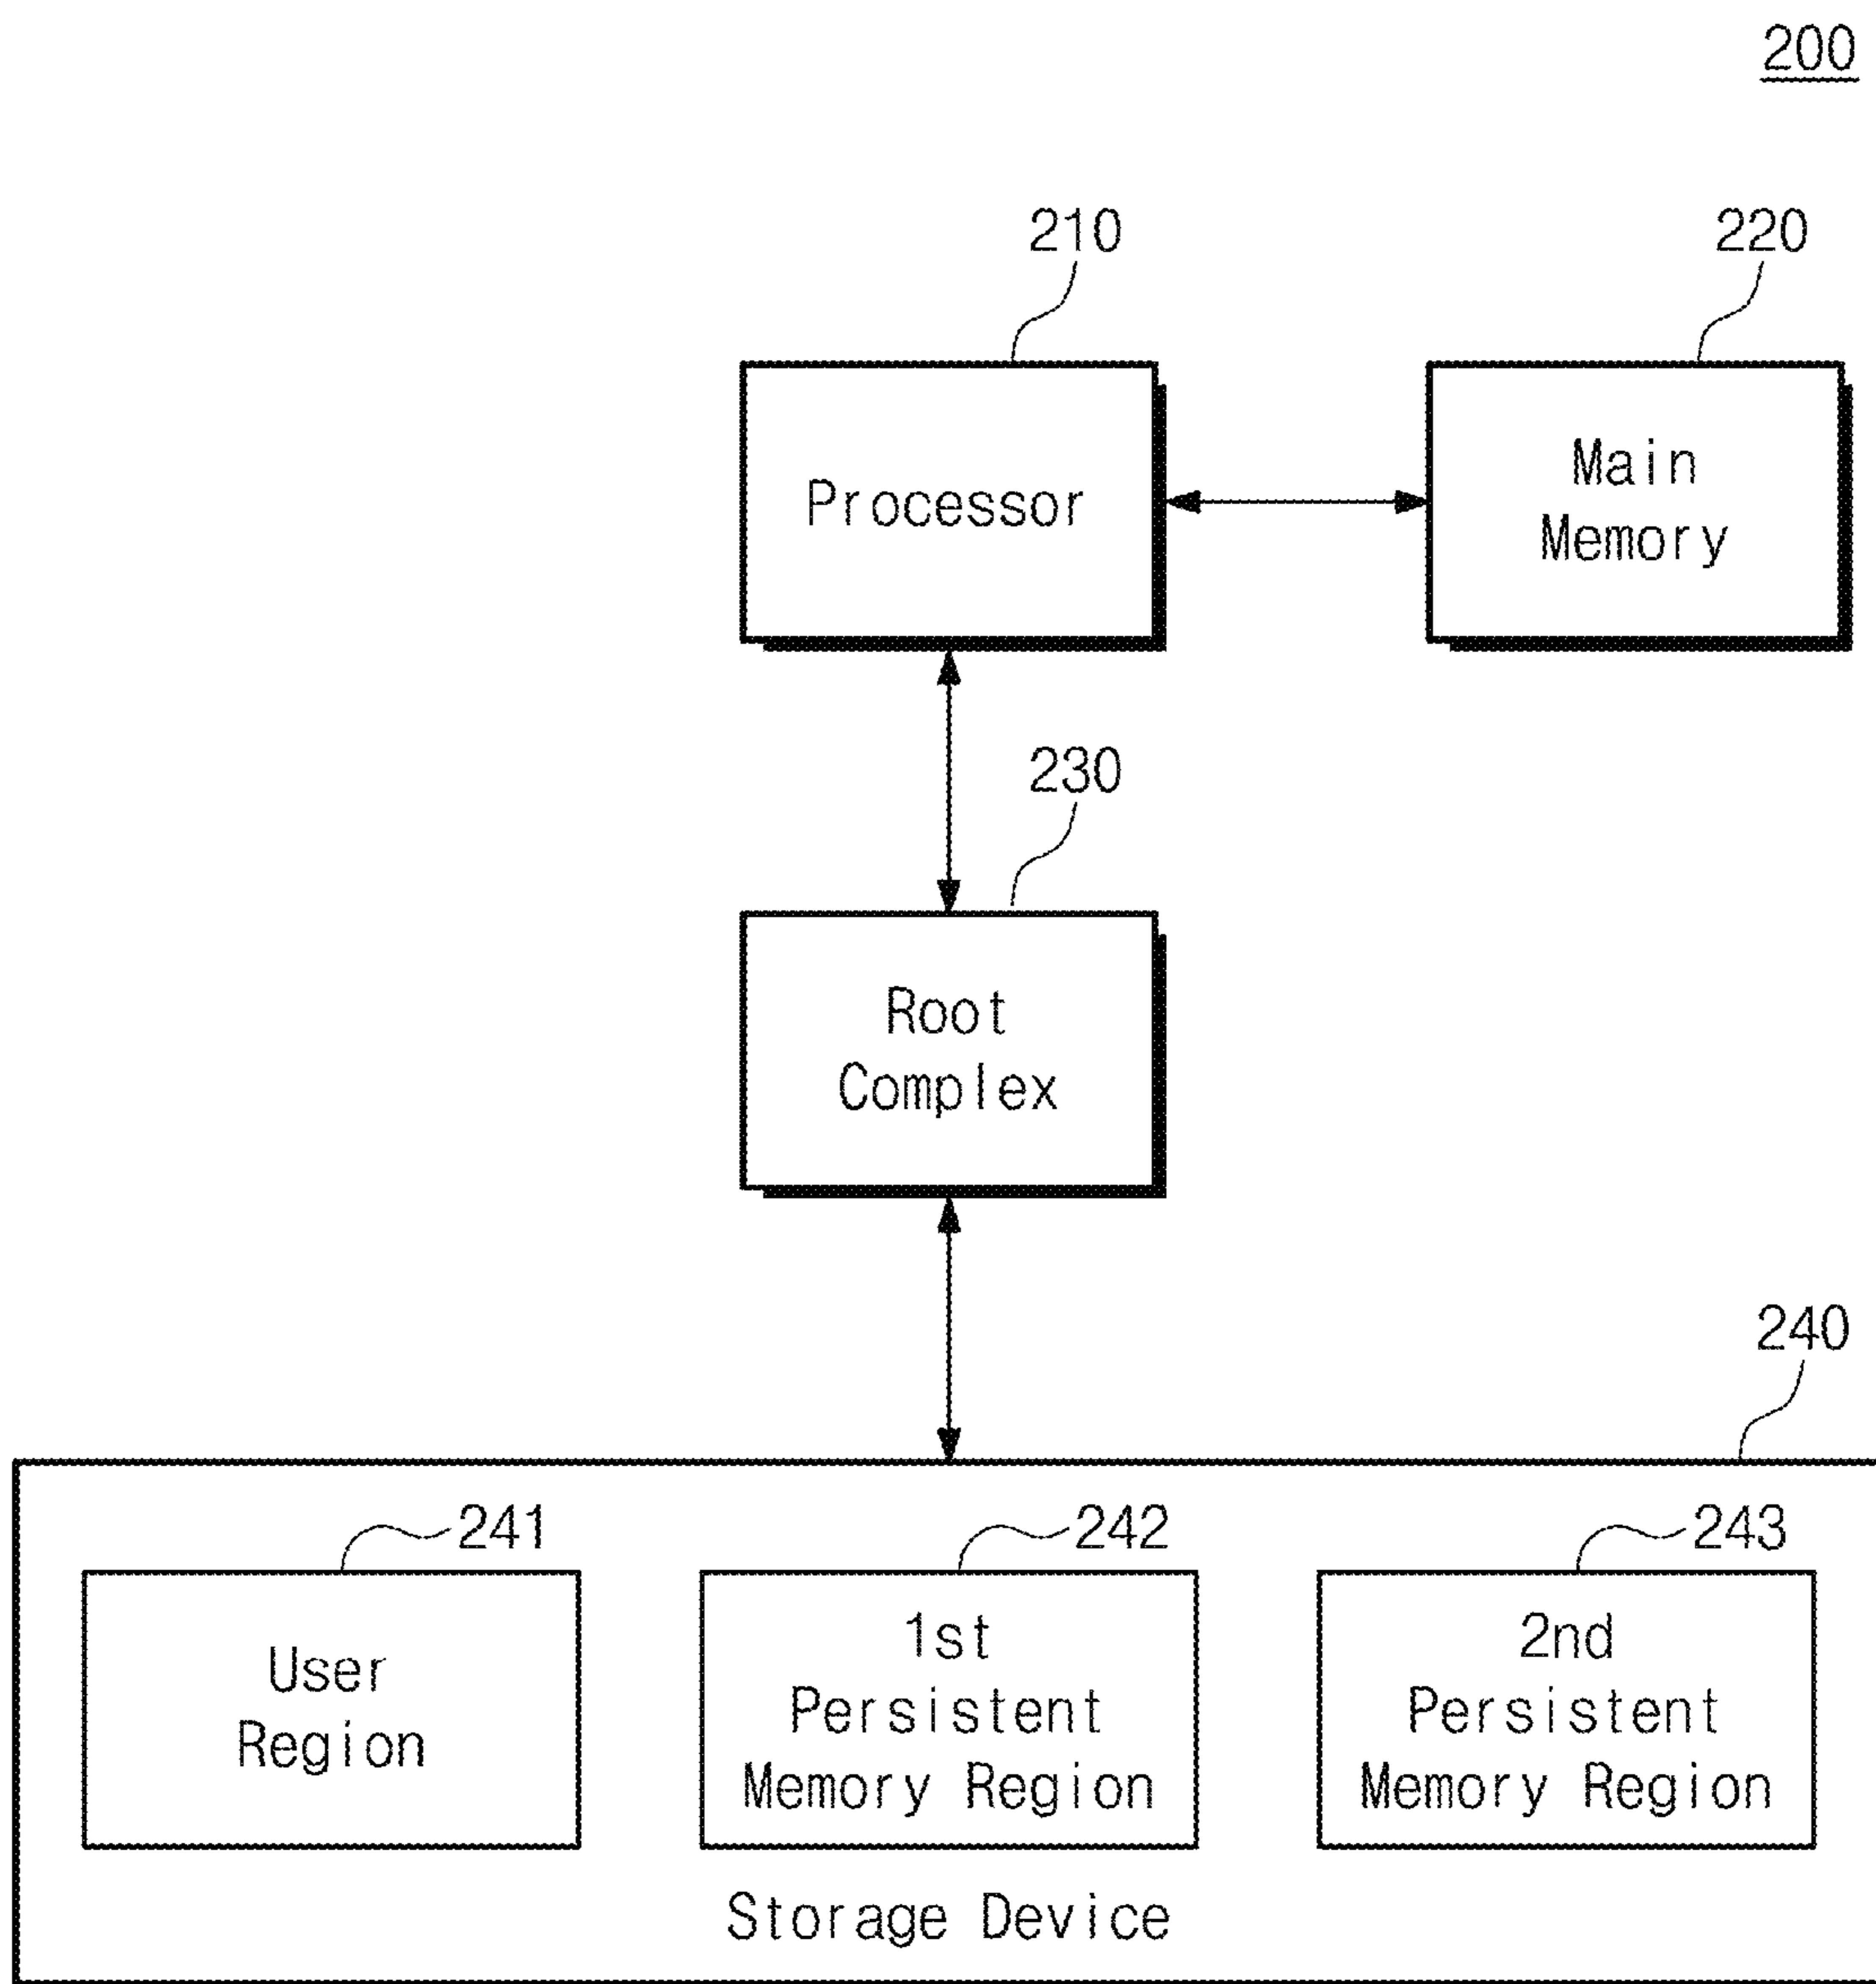 200
210
220
Processor
Main
Memory
230
Root
Complex
240
241
242
243
User
Region
1st
Persistent
Memory Region
2nd
Persistent
Memory Region
Storage Device